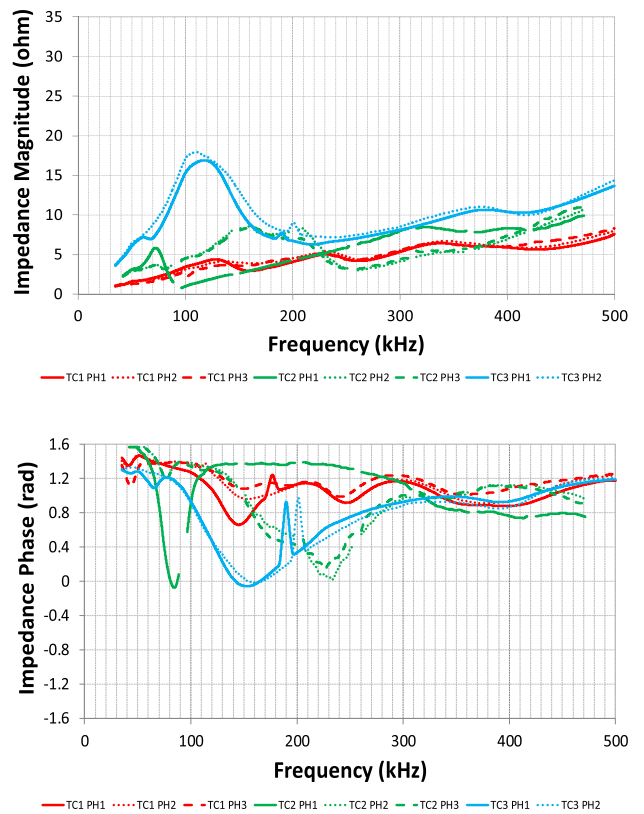 Impedance Magnitude (ohm)
35
30
25
20
15
10
5
0
0 100 200 300 400 500
Frequency (kHz)
TC1 PH1 TC1 PH2 TC1 PH3 TC2 PH1 TC2 PH2 TC2 PH3 TC3 PH1 TC3 PH2
Impedance Phase (rad)
1.6
1.2
0.8
0.4
0
-0.4
-0.8
-1.2
-1.6
0 100 200 300 400 500
Frequency (kHz)
TC1 PH1 TC1 PH2 TC1 PH3 TC2 PH1 TC2 PH2 TC2 PH3 TC3 PH1 TC3 PH2